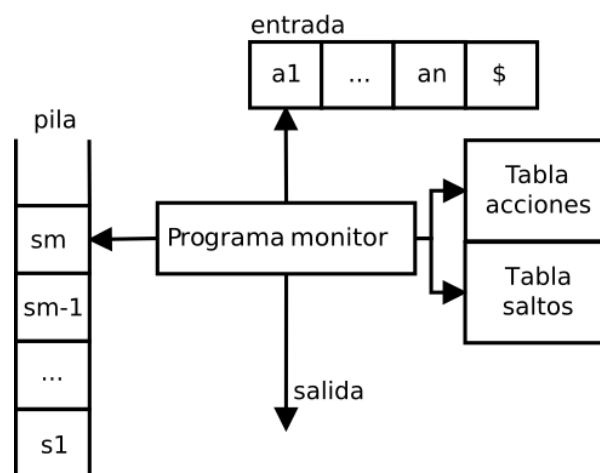 entrada
a1 ... an $
pila
sm
sm-1
...
s1
Programa monitor
Tabla
acciones
Tabla
saltos
salida